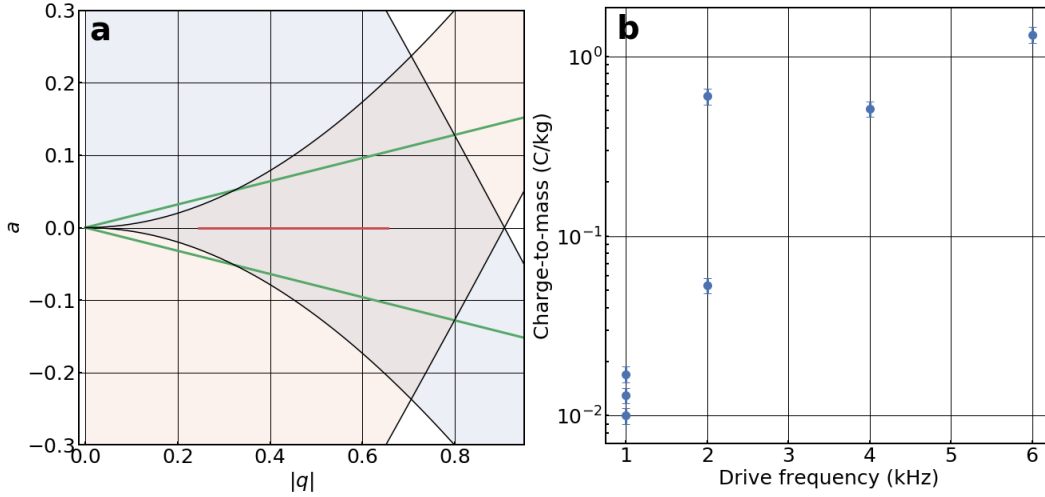 a
0.3
0.2
0.1
0.0
−0.1
−0.2
−0.3
a
0.0 0.2 0.4 0.6 0.8
|q|
b
10⁰
10⁻¹
10⁻²
Charge-to-mass (C/kg)
1 2 3 4 5 6
Drive frequency (kHz)